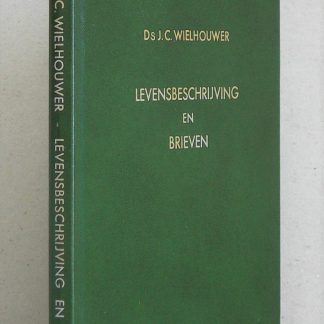 Ds J. C. WIELHOUWER
LEVENSBESCHRIJVING
EN
BRIEVEN
C. WIELHOUWER - LEVENSBESCHRIJVING EN